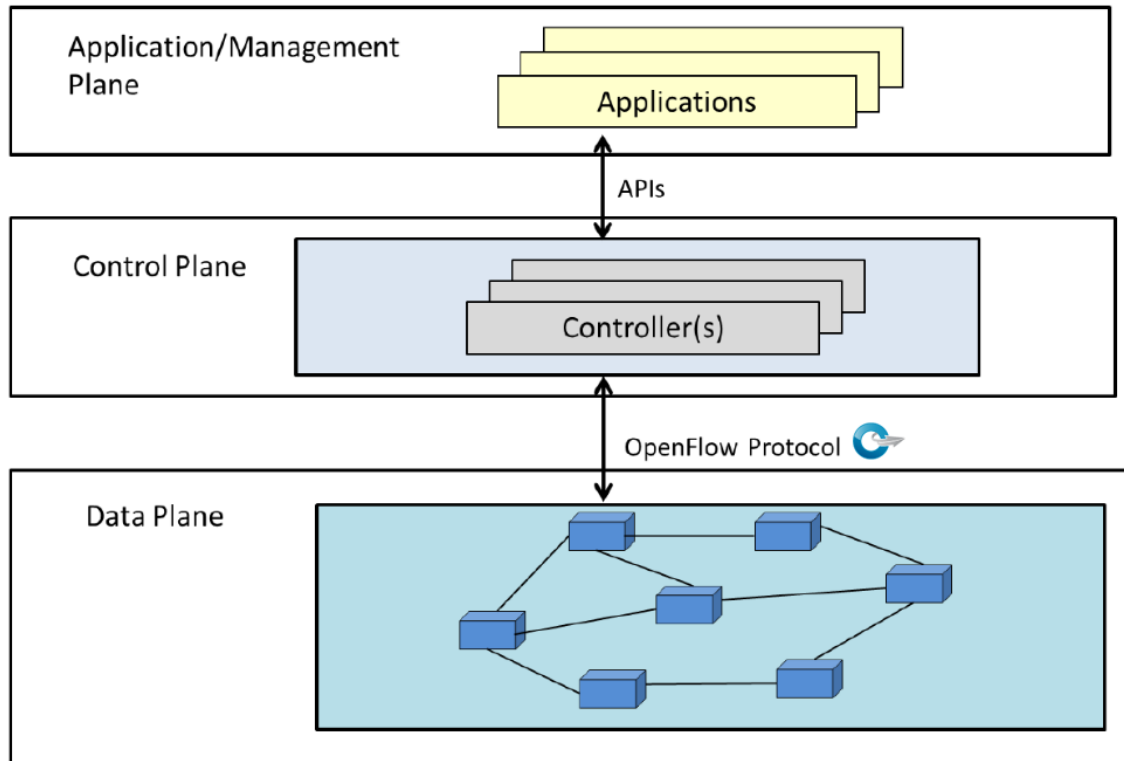 Application/Management
Plane
Applications
APIs
Control Plane
Controller(s)
OpenFlow Protocol
Data Plane